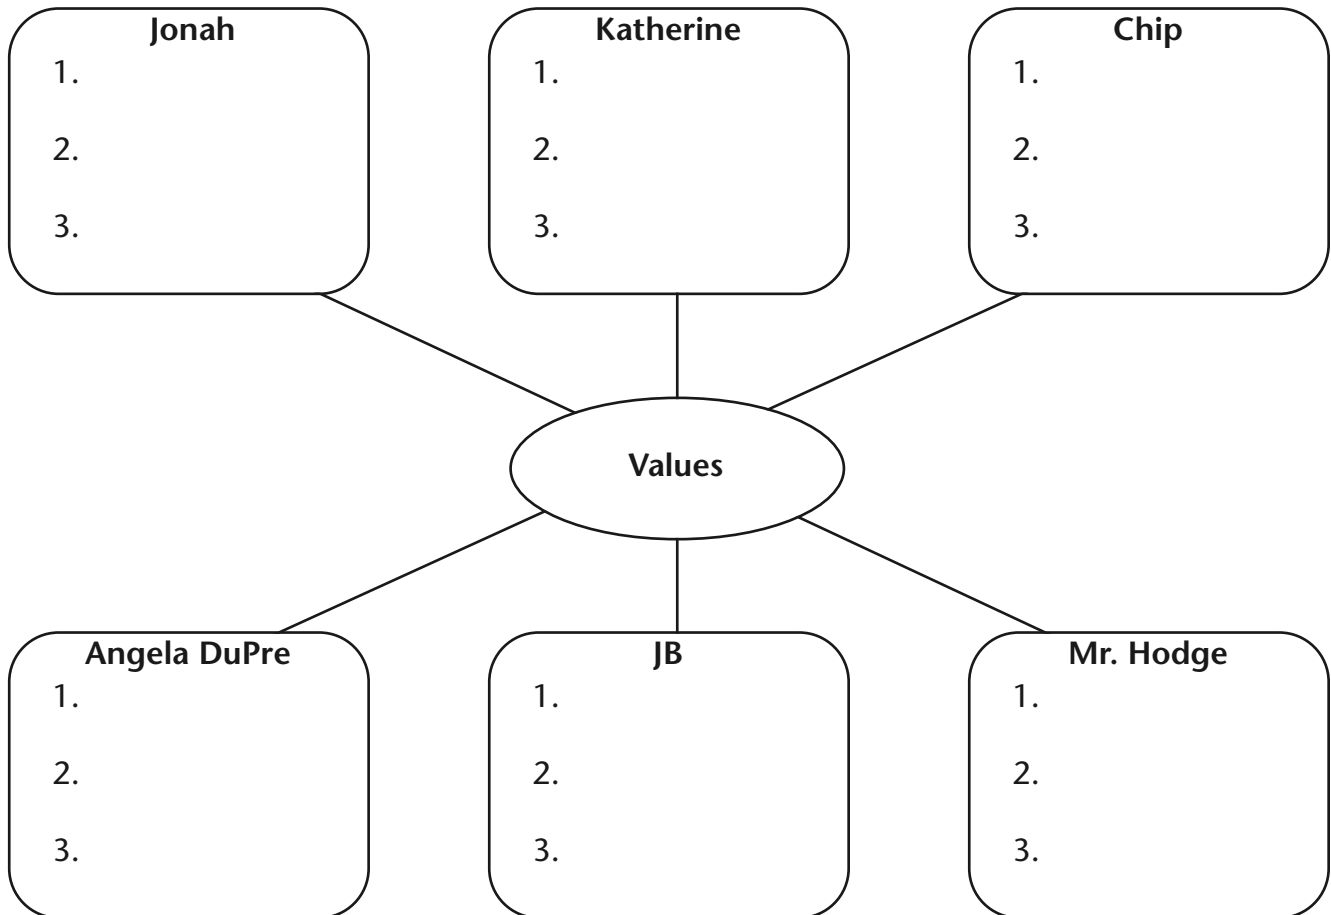 Jonah
1.
2.
3.
Katherine
1.
2.
3.
Chip
1.
2.
3.
Values
Angela DuPre
1.
2.
3.
JB
1.
2.
3.
Mr. Hodge
1.
2.
3.